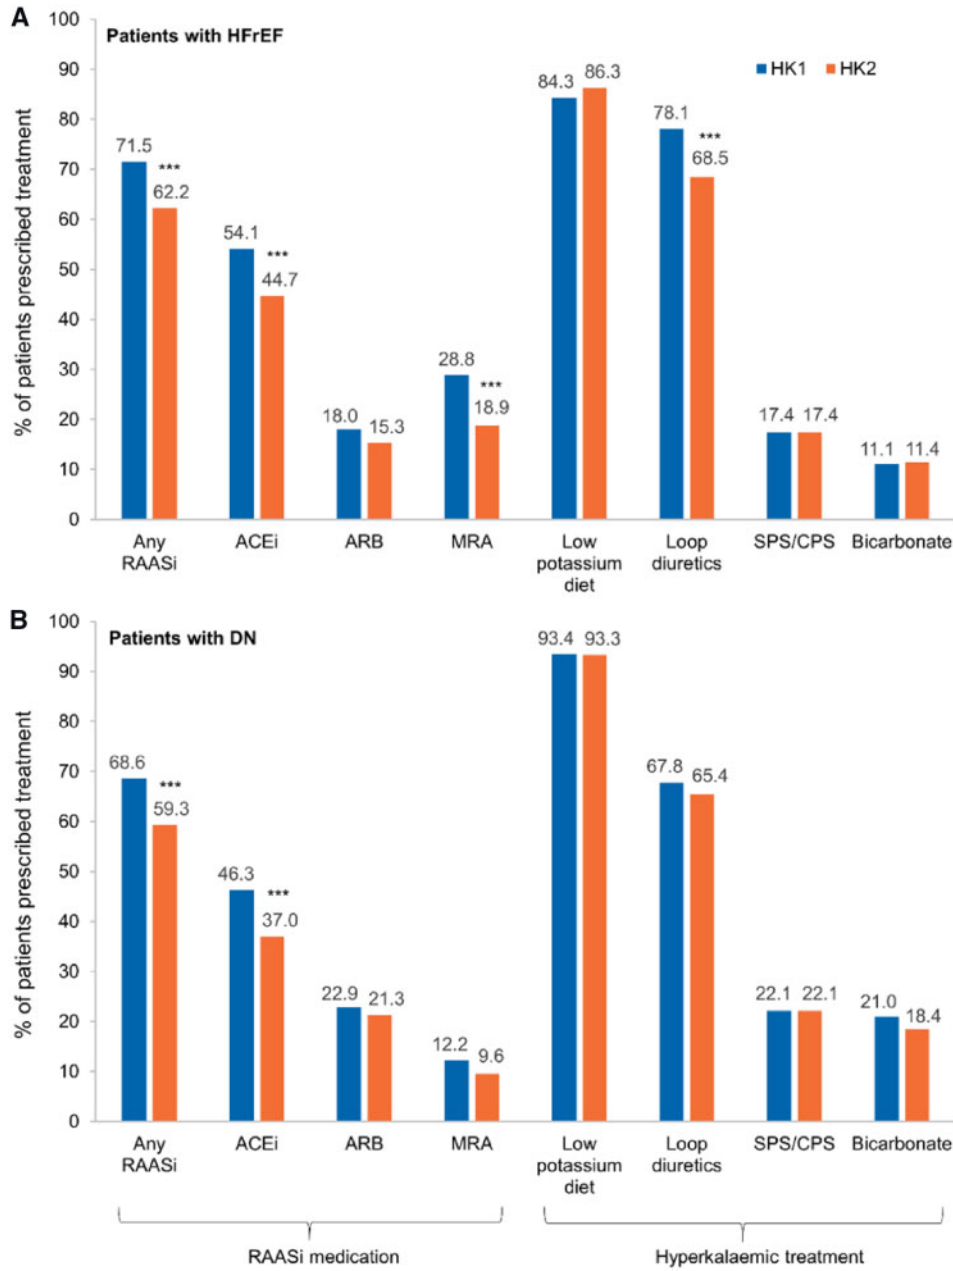 A
Patients with HFrEF
HK1 HK2
% of patients prescribed treatment
100
90
80
70
60
50
40
30
20
10
0
71.5
***
62.2
54.1
***
44.7
18.0 15.3
28.8
***
18.9
84.3 86.3
78.1
***
68.5
17.4 17.4
11.1 11.4
Any
RAASi
ACEi
ARB
MRA
Low
potassium
diet
Loop
diuretics
SPS/CPS
Bicarbonate
B
Patients with DN
% of patients prescribed treatment
100
90
80
70
60
50
40
30
20
10
0
68.6
***
59.3
46.3
***
37.0
22.9 21.3
12.2 9.6
93.4 93.3
67.8 65.4
22.1 22.1
21.0 18.4
Any
RAASi
ACEi
ARB
MRA
Low
potassium
diet
Loop
diuretics
SPS/CPS
Bicarbonate
RAASi medication
Hyperkalaemic treatment